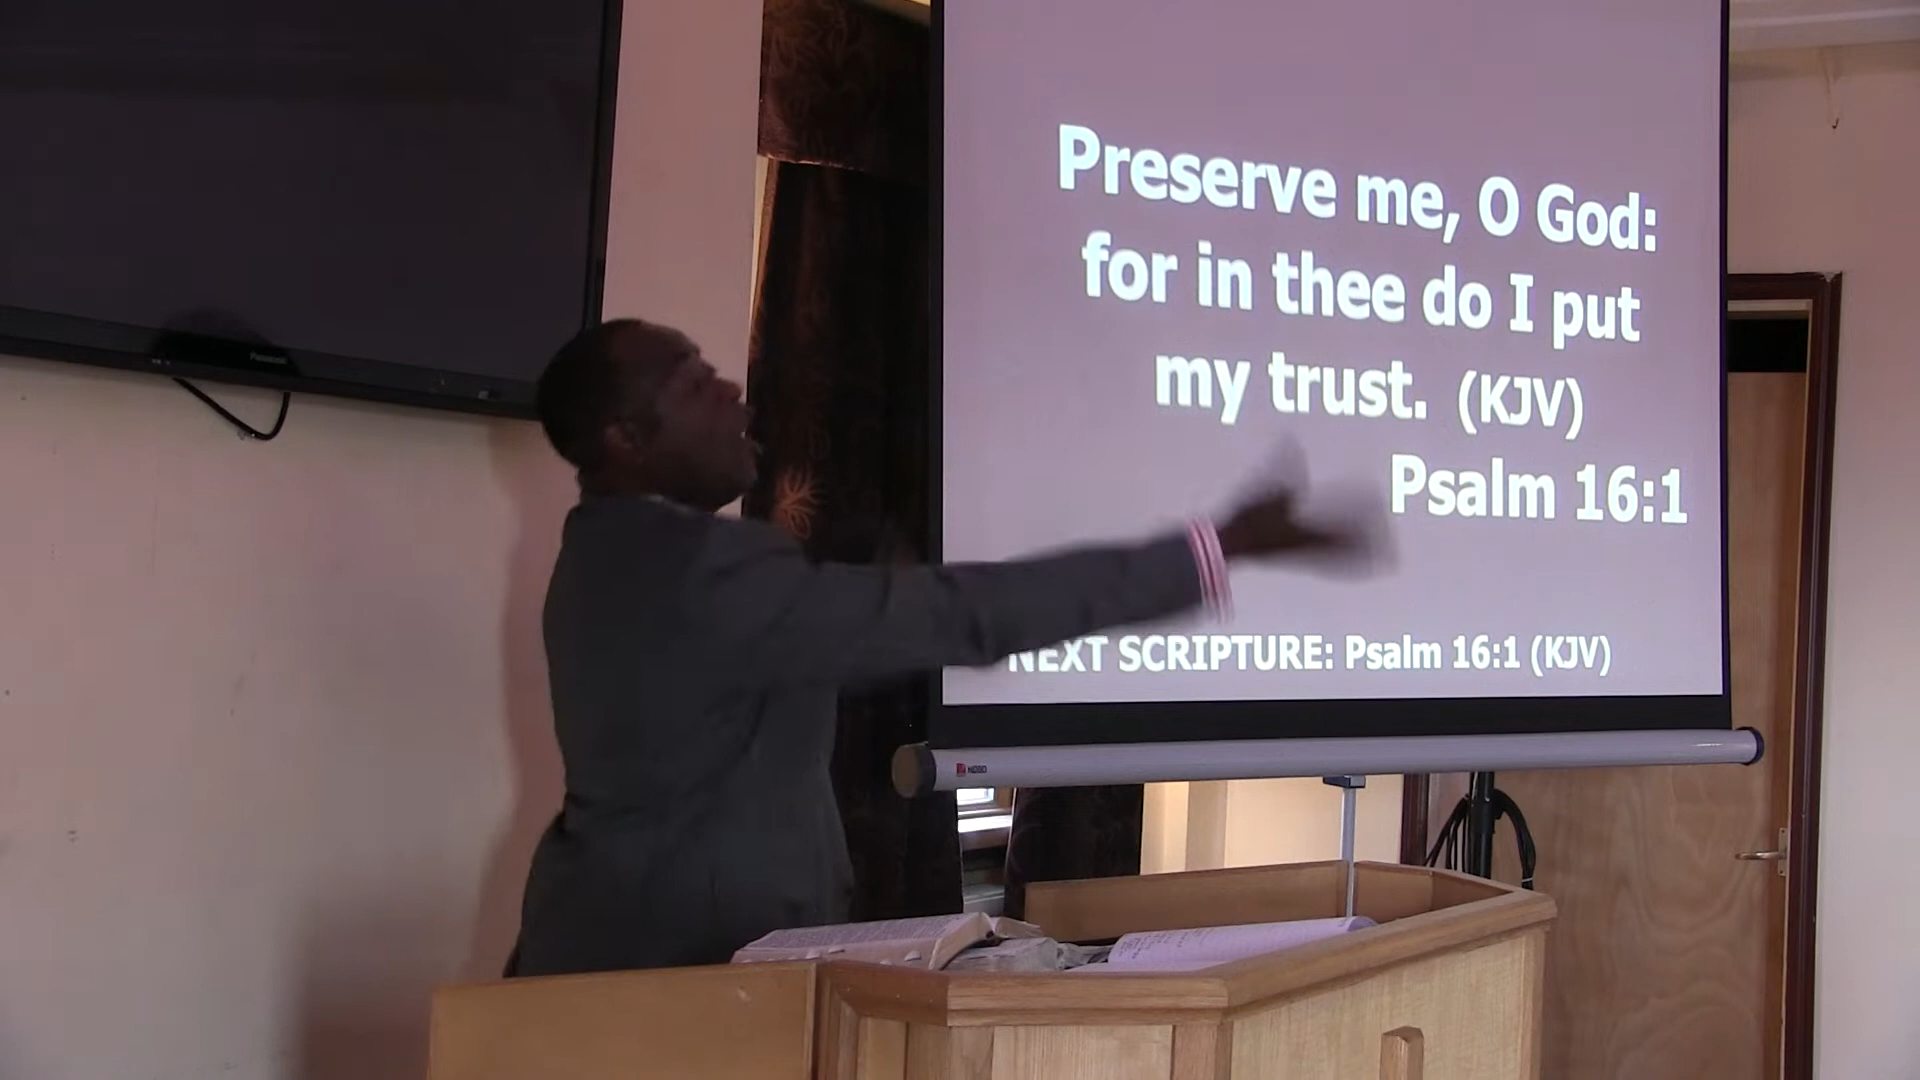 Panasonic
Preserve me, O God:
for in thee do I put
my trust. (KJV)
Psalm 16:1
NEXT SCRIPTURE: Psalm 16:1 (KJV)